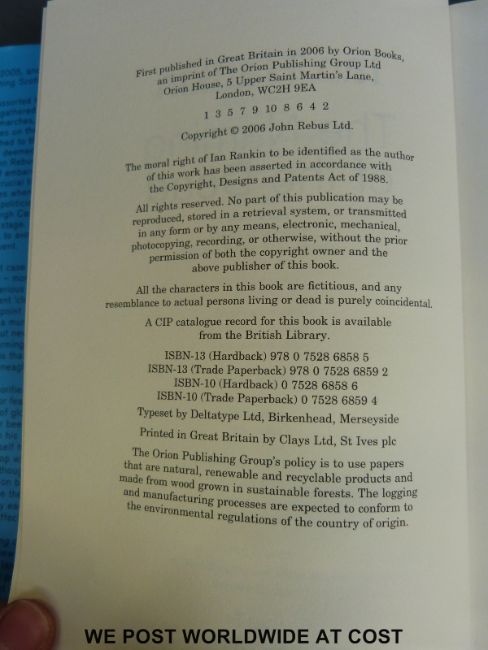 First published in Great Britain in 2006 by Orion Books,
an imprint of The Orion Publishing Group Ltd
Orion House, 5 Upper Saint Martin's Lane,
London, WC2H 9EA
1 3 5 7 9 10 8 6 4 2
Copyright © 2006 John Rebus Ltd.
The moral right of Ian Rankin to be identified as the author
of this work has been asserted in accordance with
the Copyright, Designs and Patents Act of 1988.
All rights reserved. No part of this publication may be
reproduced, stored in a retrieval system, or transmitted
in any form or by any means, electronic, mechanical,
photocopying, recording, or otherwise, without the prior
permission of both the copyright owner and the
above publisher of this book.
All the characters in this book are fictitious, and any
resemblance to actual persons living or dead is purely coincidental.
A CIP catalogue record for this book is available
from the British Library.
ISBN-13 (Hardback) 978 0 7528 6858 5
ISBN-13 (Trade Paperback) 978 0 7528 6859 2
ISBN-10 (Hardback) 0 7528 6858 6
ISBN-10 (Trade Paperback) 0 7528 6859 4
Typeset by Deltatype Ltd, Birkenhead, Merseyside
Printed in Great Britain by Clays Ltd, St Ives plc
The Orion Publishing Group's policy is to use papers
that are natural, renewable and recyclable products and
made from wood grown in sustainable forests. The logging
and manufacturing processes are expected to conform to
the environmental regulations of the country of origin.
WE POST WORLDWIDE AT COST